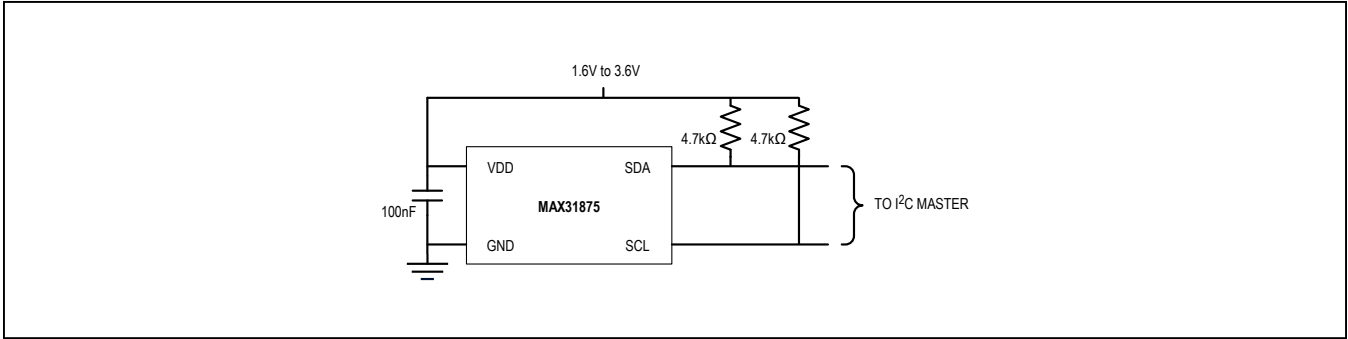 1.6V to 3.6V
4.7kΩ 4.7kΩ
VDD SDA
100nF MAX31875 TO I²C MASTER
GND SCL